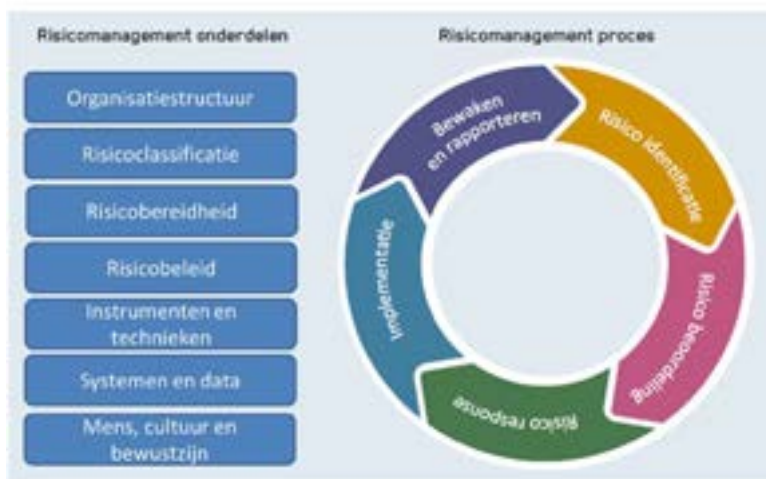 Risicomanagement onderdelen
Organisatiestructuur
Risicoclassificatie
Risicobereidheid
Risicobeleid
Instrumenten en
technieken
Systemen en data
Mens, cultuur en
bewustzijn
Risicomanagement proces
Bewaken
en rapporteren
Risico identificatie
Risico beoordeling
Risico response
Implementatie